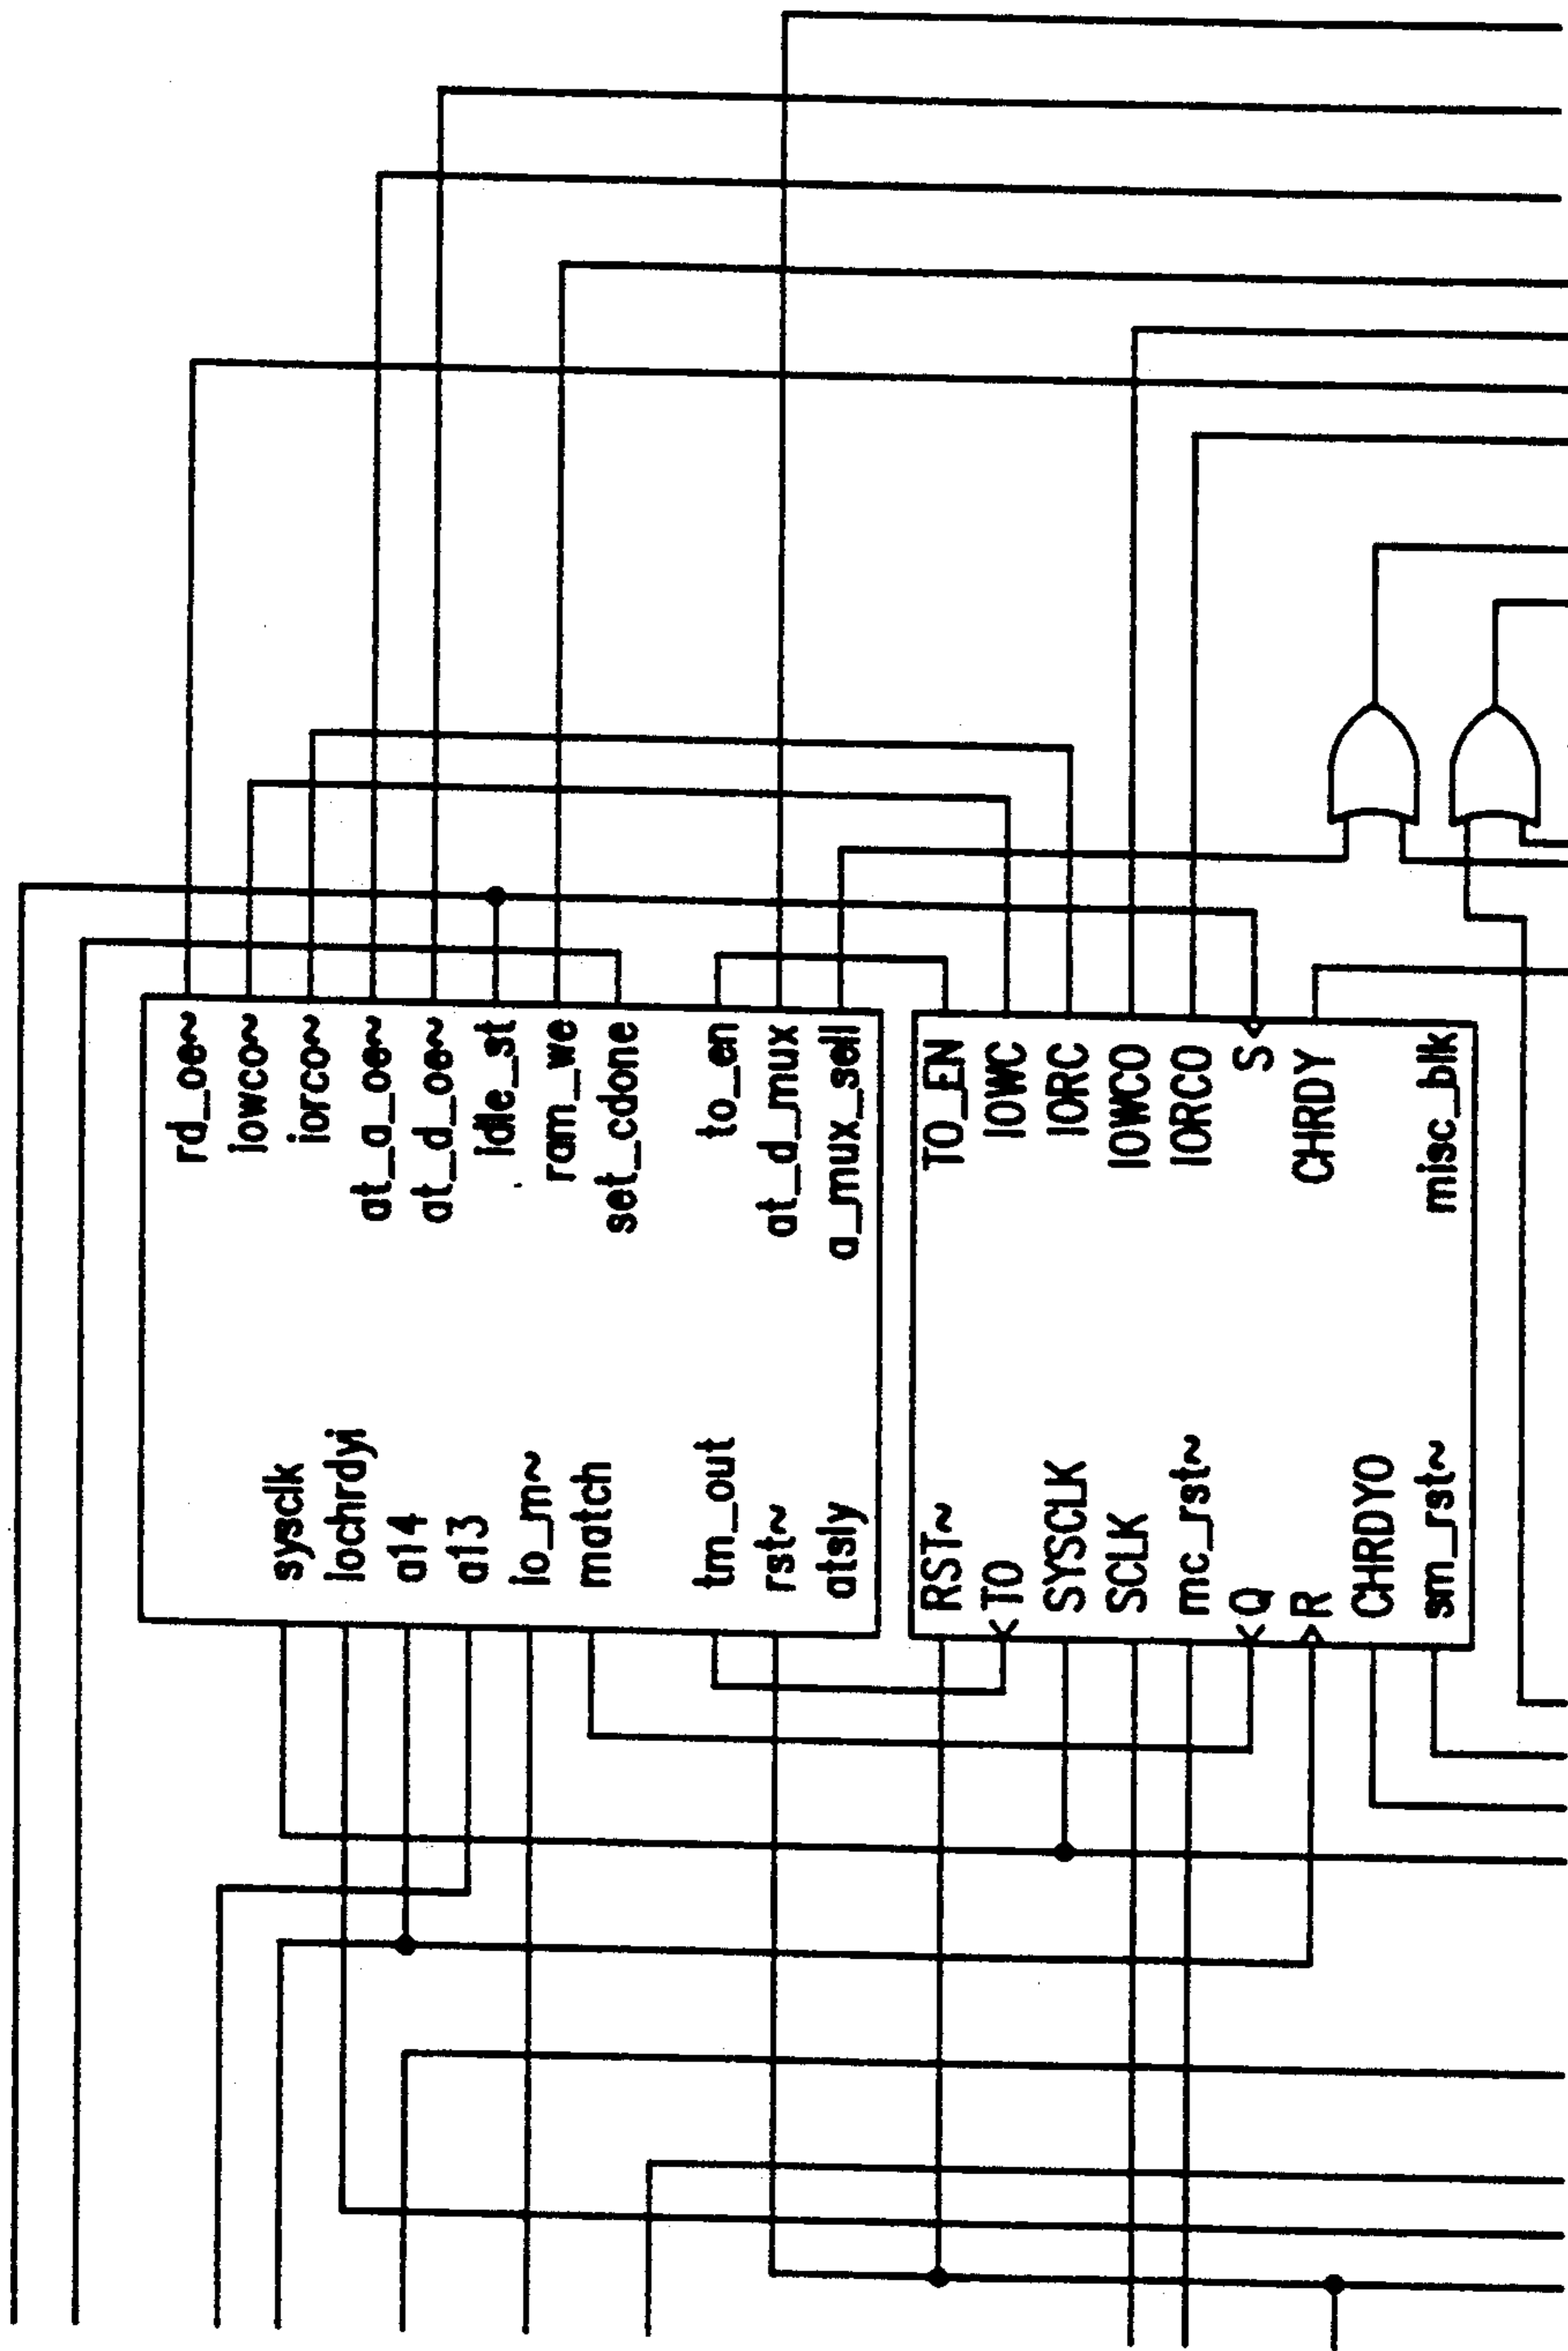 sysclk
iochrdyi
a14
a13
io_m~
match
tm_out
rst~
atsly
rd_oe~
iowco~
iorco~
at_a_oe~
at_d_oe~
idle_st
ram_we
set_cdone
to_en
at_d_mux
a_mux_sell
RST~
TO
SYSCLK
SCLK
mc_rst~
Q
R
CHRDYO
sm_rst~
TO_EN
IOWC
IORC
IOWCO
IORCO
S
CHRDY
misc_blk